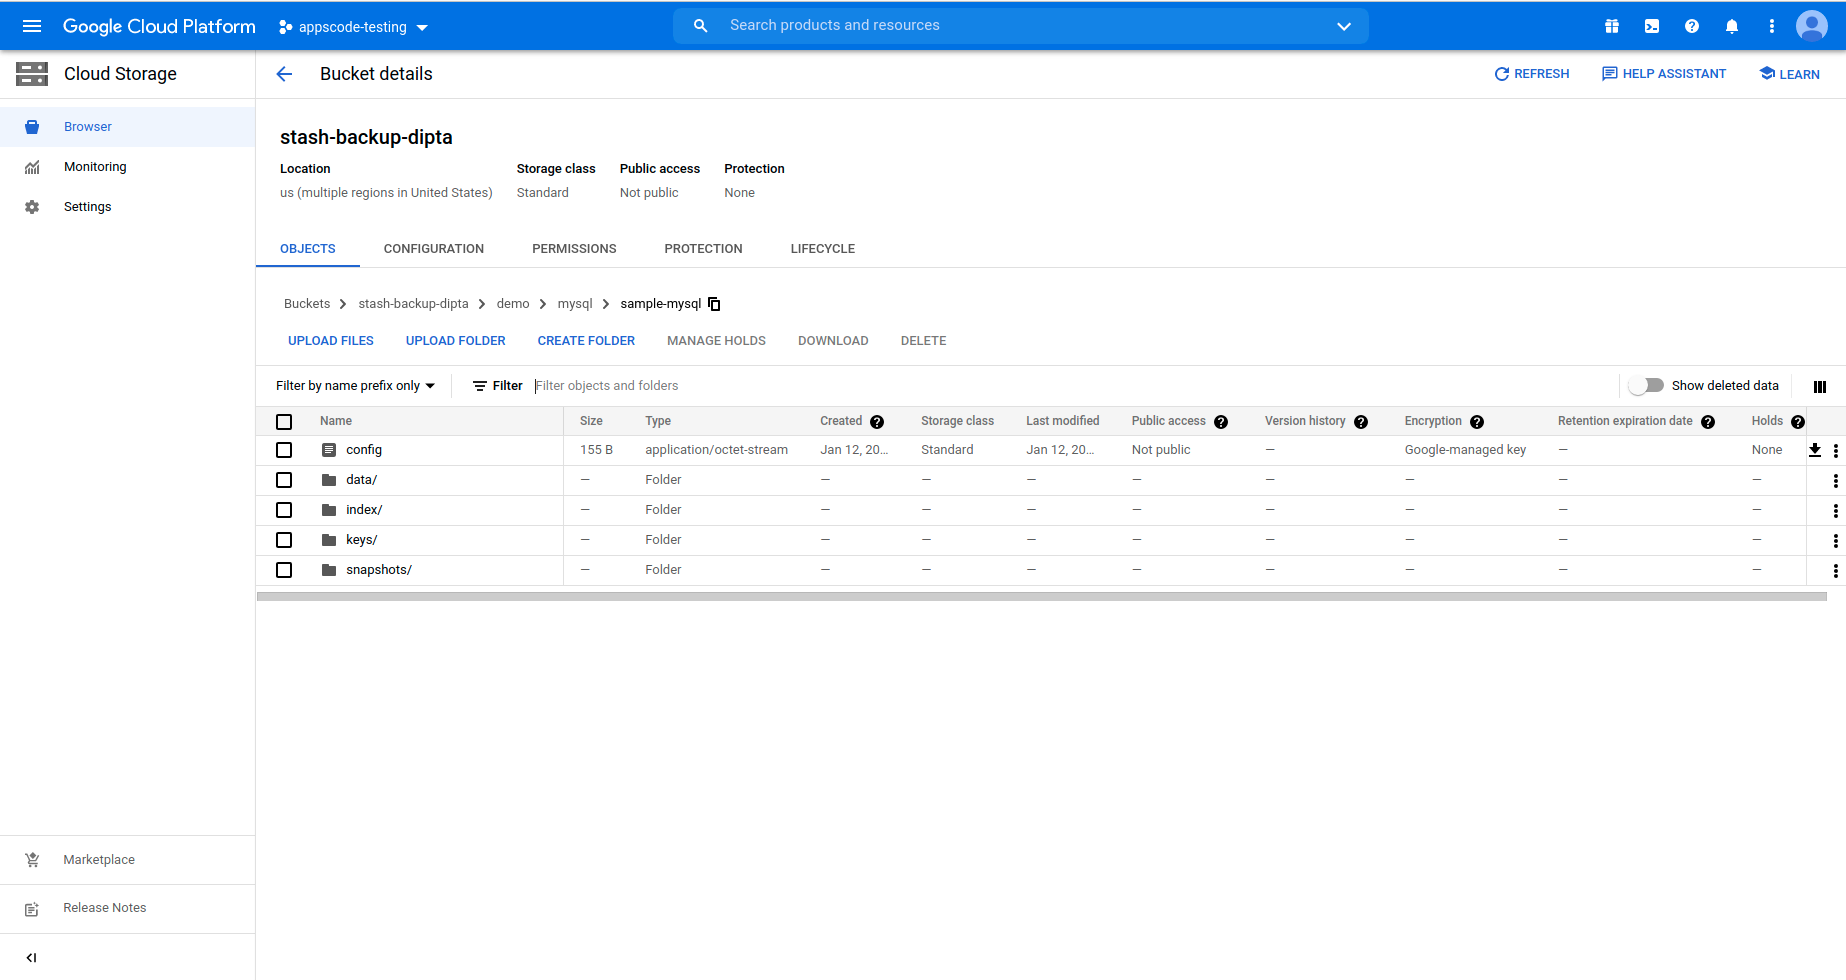 Google Cloud Platform appscode-testing Search products and resources
Cloud Storage Bucket details REFRESH HELP ASSISTANT LEARN
Browser
Monitoring
Settings
stash-backup-dipta
Location Storage class Public access Protection
us (multiple regions in United States) Standard Not public None
OBJECTS CONFIGURATION PERMISSIONS PROTECTION LIFECYCLE
Buckets stash-backup-dipta demo mysql sample-mysql
UPLOAD FILES UPLOAD FOLDER CREATE FOLDER MANAGE HOLDS DOWNLOAD DELETE
Filter by name prefix only Filter Filter objects and folders Show deleted data
Name Size Type Created Storage class Last modified Public access Version history Encryption Retention expiration date Holds
config 155 B application/octet-stream Jan 12, 20... Standard Jan 12, 20... Not public — Google-managed key — None
data/ — Folder — — — — — — — —
index/ — Folder — — — — — — — —
keys/ — Folder — — — — — — — —
snapshots/ — Folder — — — — — — — —
Marketplace
Release Notes